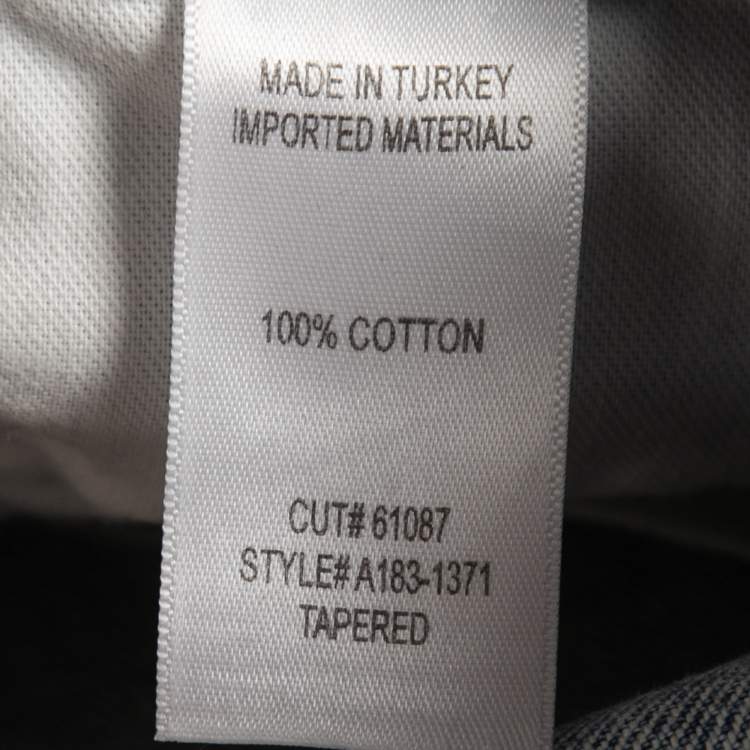 MADE IN TURKEY
IMPORTED MATERIALS
100% COTTON
CUT# 61087
STYLE# A183-1371
TAPERED